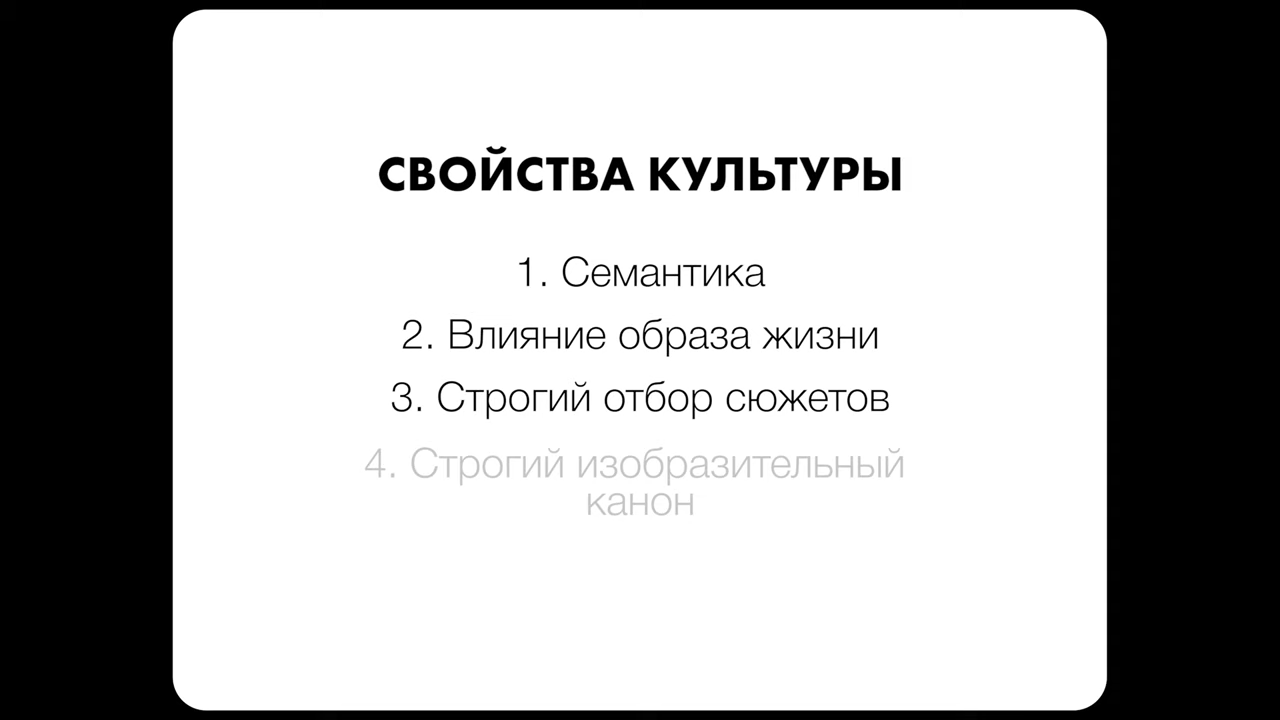 СВОЙСТВА КУЛЬТУРЫ
1. Семантика
2. Влияние образа жизни
3. Строгий отбор сюжетов
4. Строгий изобразительный
канон